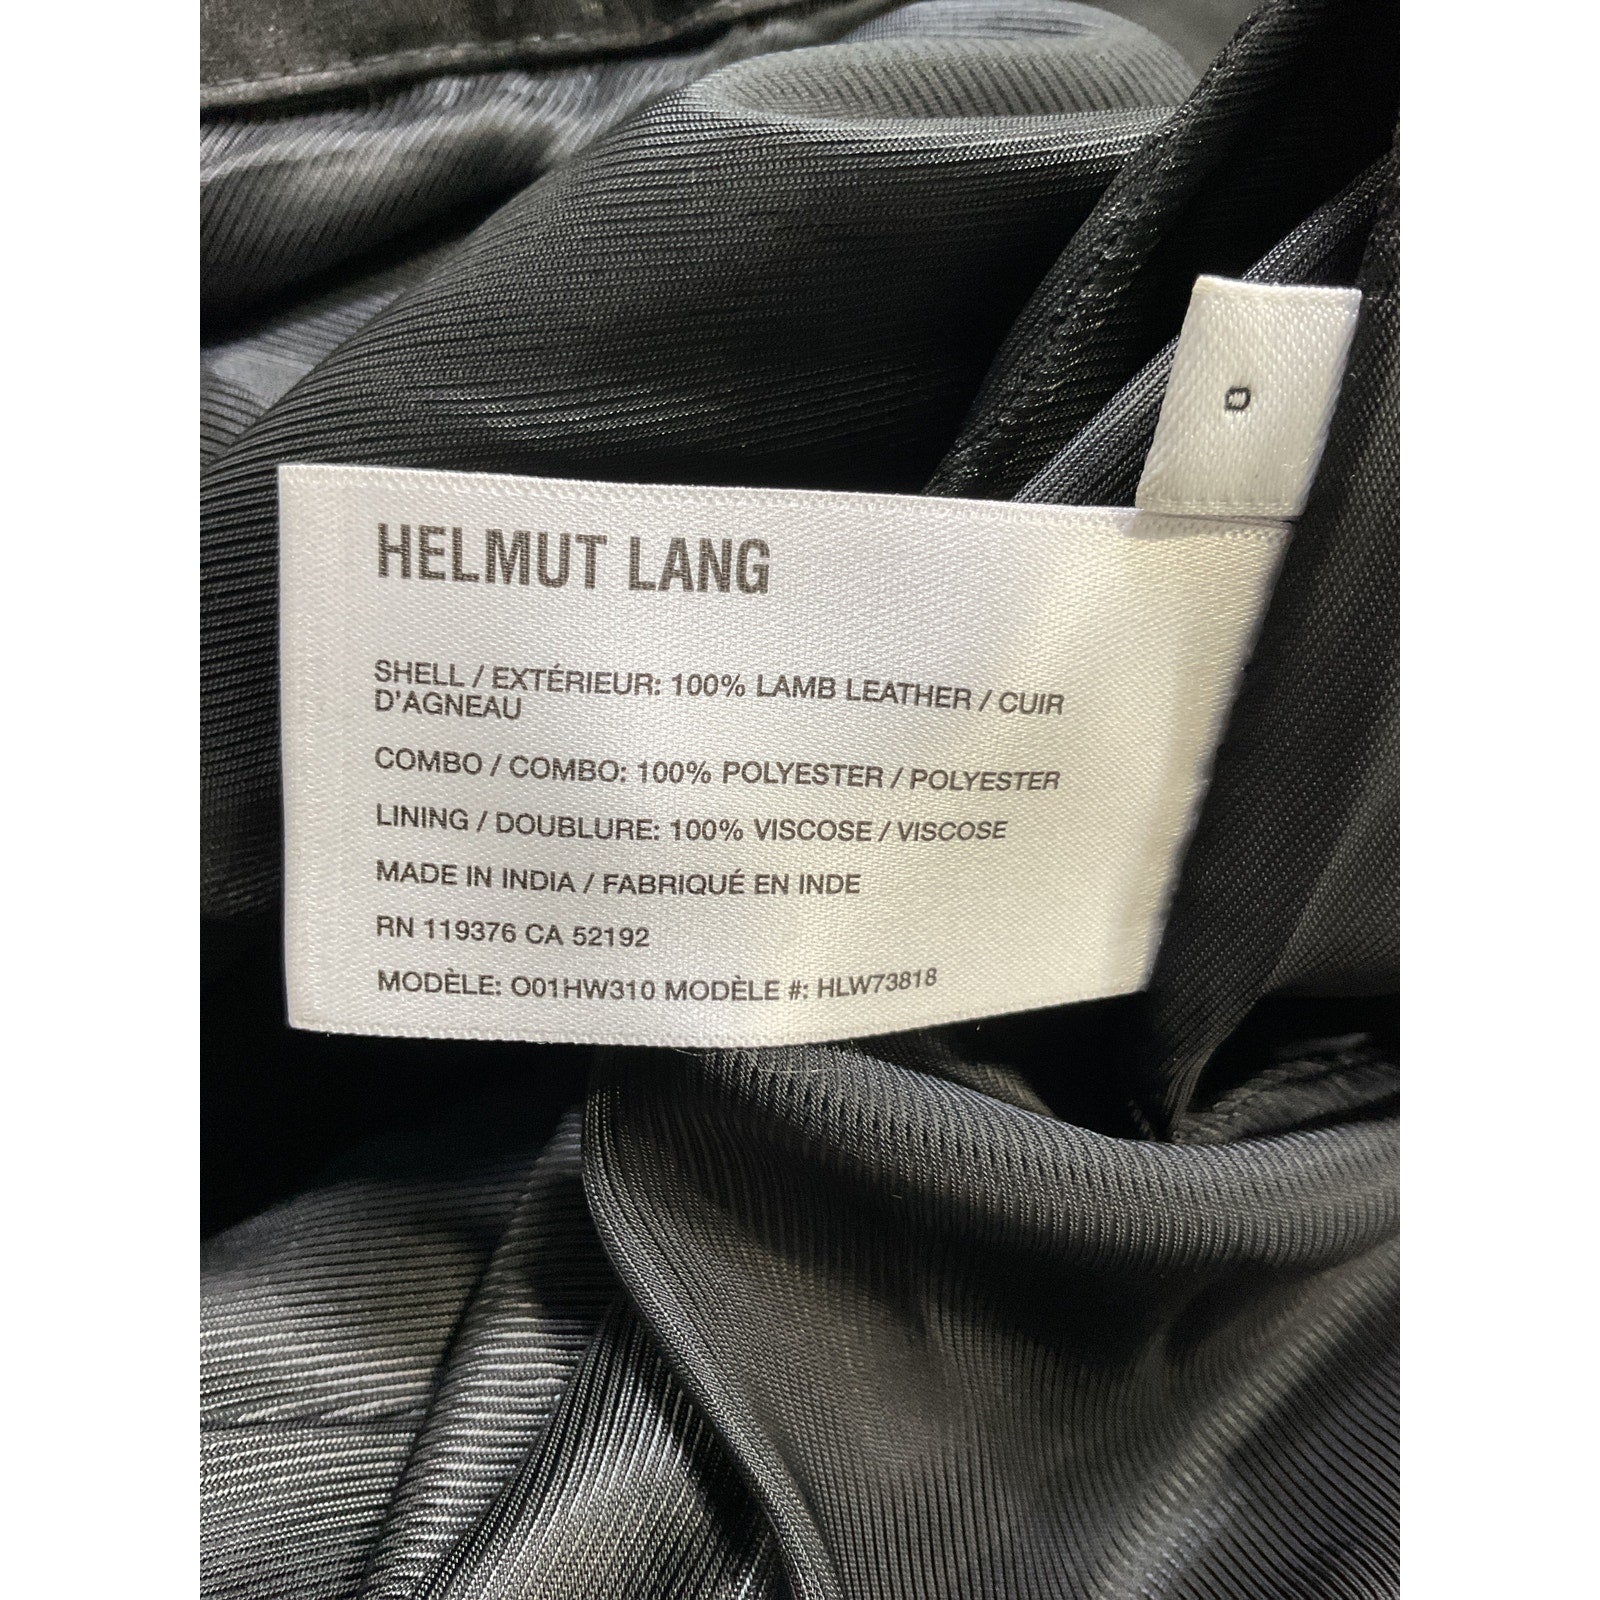 0
HELMUT LANG
SHELL / EXTÉRIEUR: 100% LAMB LEATHER / CUIR
D'AGNEAU
COMBO / COMBO: 100% POLYESTER / POLYESTER
LINING / DOUBLURE: 100% VISCOSE / VISCOSE
MADE IN INDIA / FABRIQUÉ EN INDE
RN 119376 CA 52192
MODÈLE: O01HW310 MODÈLE #: HLW73818